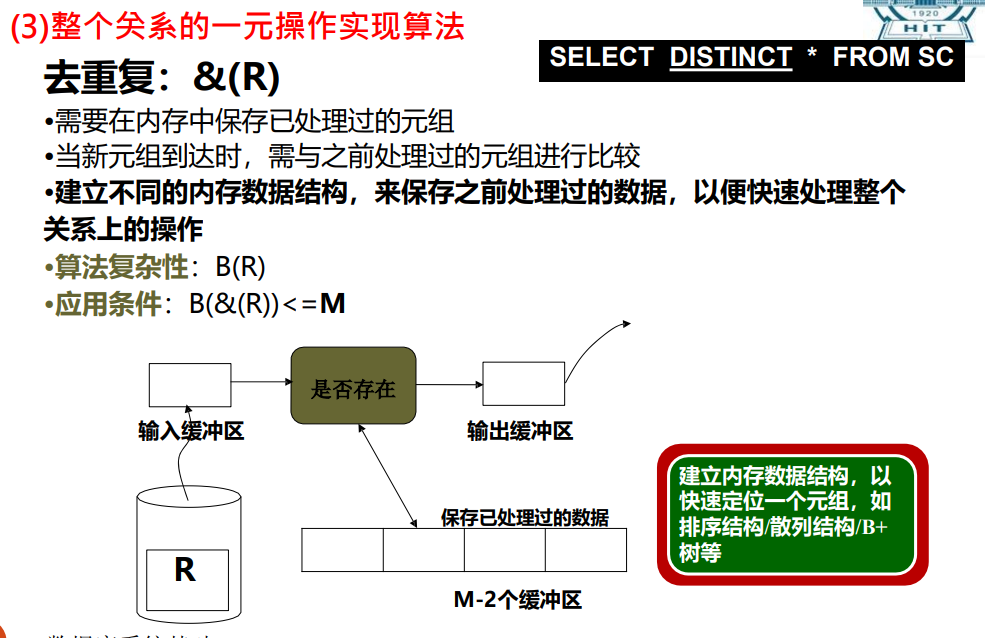 (3)整个关系的一元操作实现算法
1920
HIT
SELECT DISTINCT * FROM SC
去重复：&(R)
•需要在内存中保存已处理过的元组
•当新元组到达时，需与之前处理过的元组进行比较
•建立不同的内存数据结构，来保存之前处理过的数据，以便快速处理整个
关系上的操作
•算法复杂性：B(R)
•应用条件：B(&(R))<=M
是否存在
输入缓冲区
输出缓冲区
保存已处理过的数据
M-2个缓冲区
R
建立内存数据结构，以
快速定位一个元组，如
排序结构/散列结构/B+
树等